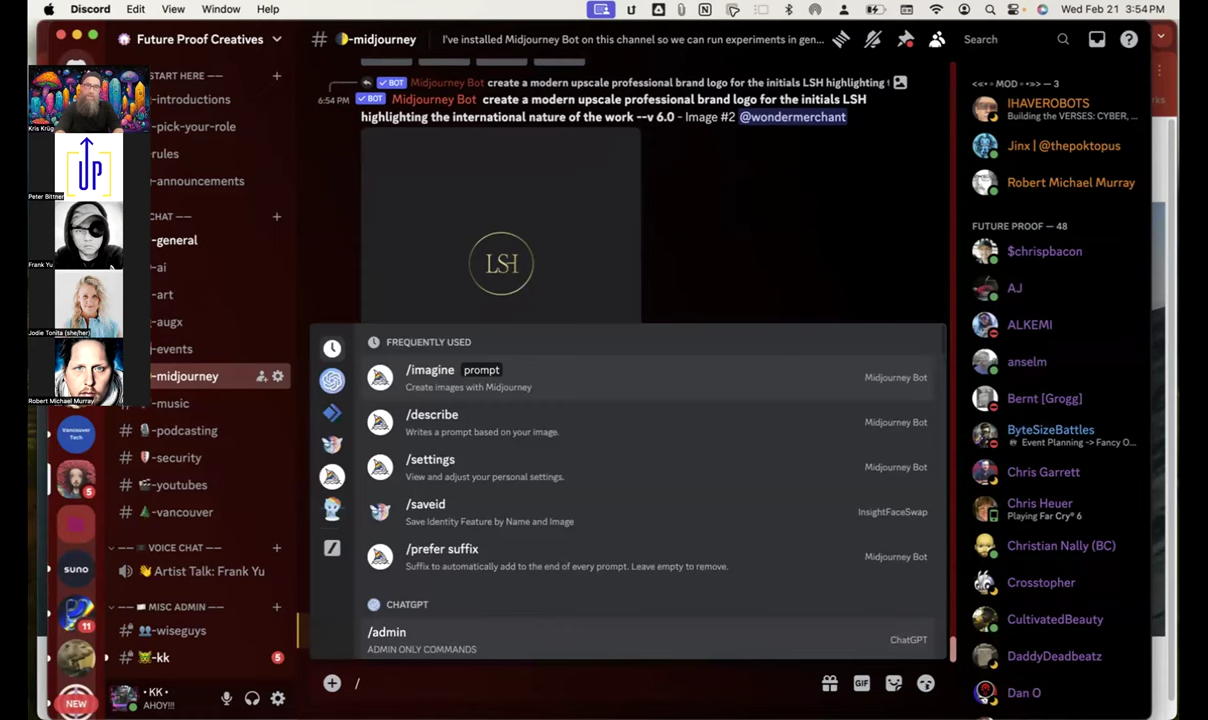 Discord Edit View Window Help
Wed Feb 21 3:54 PM
Future Proof Creatives
START HERE
-introductions
-pick-your-role
-rules
-announcements
CHAT
-general
-ai
-art
-augx
-events
-midjourney
-music
# -podcasting
# -security
# -youtubes
# -vancouver
VOICE CHAT
Artist Talk: Frank Yu
MISC ADMIN
-wiseguys
-kk
5
• KK •
AHOY!!!
Kris Krüg
UP
Peter Bittner
Frank Yu
Jodie Tonita (she/her)
Robert Michael Murray
Vancouver
Tech
5
suno
11
NEW
# -midjourney
I've installed Midjourney Bot on this channel so we can run experiments in gen...
Search
BOT Midjourney Bot create a modern upscale professional brand logo for the initials LSH highlighting t
6:54 PM BOT Midjourney Bot create a modern upscale professional brand logo for the initials LSH
highlighting the international nature of the work --v 6.0 - Image #2 @wondermerchant
LSH
FREQUENTLY USED
/imagine prompt
Create images with Midjourney
Midjourney Bot
/describe
Writes a prompt based on your image.
Midjourney Bot
/settings
View and adjust your personal settings.
Midjourney Bot
/saveid
Save Identity Feature by Name and Image
InsightFaceSwap
/prefer suffix
Suffix to automatically add to the end of every prompt. Leave empty to remove.
Midjourney Bot
CHATGPT
/admin
ADMIN ONLY COMMANDS
ChatGPT
/
GIF
<<•• MOD ••>> — 3
IHAVEROBOTS
Building the VERSES: CYBER, ...
Jinx | @thepoktopus
Robert Michael Murray
FUTURE PROOF — 48
$chrispbacon
AJ
ALKEMI
anselm
Bernt [Grogg]
ByteSizeBattles
Event Planning -> Fancy O...
Chris Garrett
Chris Heuer
Playing Far Cry® 6
Christian Nally (BC)
Crosstopher
CultivatedBeauty
DaddyDeadbeatz
Dan O